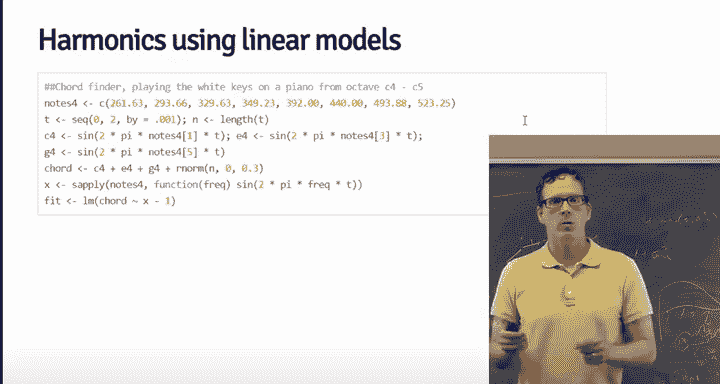 Harmonics using linear models
##Chord finder, playing the white keys on a piano from octave c4 - c5
notes4 <- c(261.63, 293.66, 329.63, 349.23, 392.00, 440.00, 493.88, 523.25)
t <- seq(0, 2, by = .001); n <- length(t)
c4 <- sin(2 * pi * notes4[1] * t); e4 <- sin(2 * pi * notes4[3] * t);
g4 <- sin(2 * pi * notes4[5] * t)
chord <- c4 + e4 + g4 + rnorm(n, 0, 0.3)
x <- sapply(notes4, function(freq) sin(2 * pi * freq * t))
fit <- lm(chord ~ x - 1)